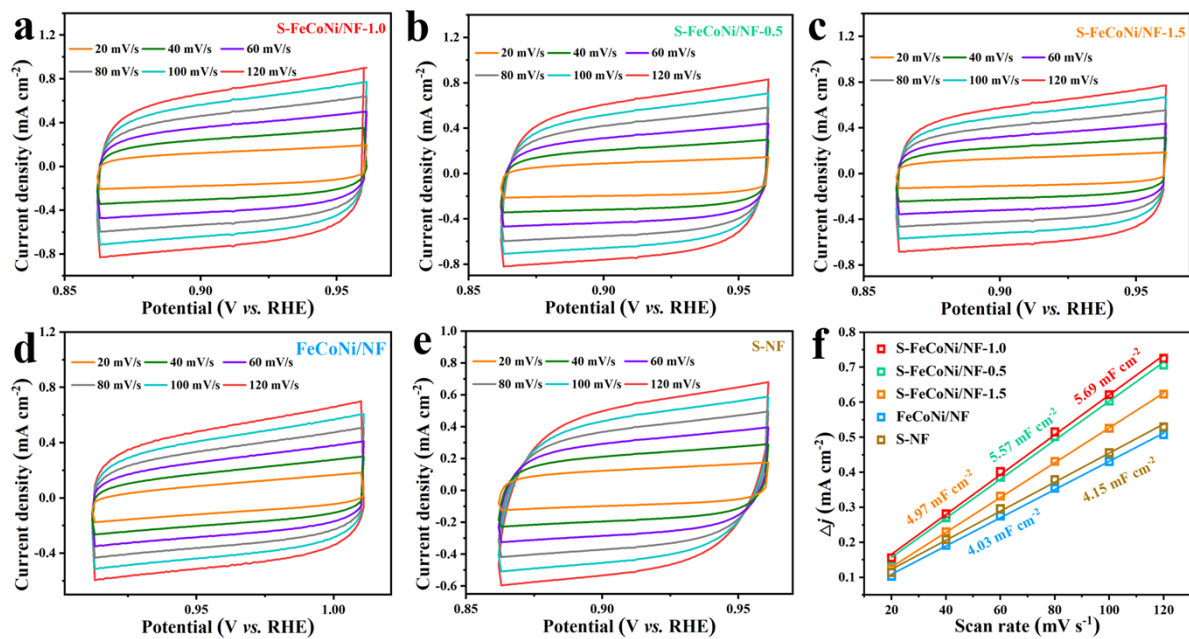 a
S-FeCoNi/NF-1.0
20 mV/s 40 mV/s 60 mV/s
80 mV/s 100 mV/s 120 mV/s
Current density (mA cm⁻²)
1.2
0.8
0.4
0.0
-0.4
-0.8
0.85 0.90 0.95
Potential (V vs. RHE)
b
S-FeCoNi/NF-0.5
20 mV/s 40 mV/s 60 mV/s
80 mV/s 100 mV/s 120 mV/s
Current density (mA cm⁻²)
1.2
0.8
0.4
0.0
-0.4
-0.8
0.85 0.90 0.95
Potential (V vs. RHE)
c
S-FeCoNi/NF-1.5
20 mV/s 40 mV/s 60 mV/s
80 mV/s 100 mV/s 120 mV/s
Current density (mA cm⁻²)
1.2
0.8
0.4
0.0
-0.4
-0.8
0.85 0.90 0.95
Potential (V vs. RHE)
d
FeCoNi/NF
20 mV/s 40 mV/s 60 mV/s
80 mV/s 100 mV/s 120 mV/s
Current density (mA cm⁻²)
1.2
0.8
0.4
0.0
-0.4
0.95 1.00
Potential (V vs. RHE)
e
S-NF
20 mV/s 40 mV/s 60 mV/s
80 mV/s 100 mV/s 120 mV/s
Current density (mA cm⁻²)
1.0
0.8
0.6
0.4
0.2
0.0
-0.2
-0.4
-0.6
0.85 0.90 0.95
Potential (V vs. RHE)
f
S-FeCoNi/NF-1.0
S-FeCoNi/NF-0.5
S-FeCoNi/NF-1.5
FeCoNi/NF
S-NF
5.69 mF cm⁻²
5.57 mF cm⁻²
4.97 mF cm⁻²
4.15 mF cm⁻²
4.03 mF cm⁻²
△j (mA cm⁻²)
0.8
0.7
0.6
0.5
0.4
0.3
0.2
0.1
20 40 60 80 100 120
Scan rate (mV s⁻¹)